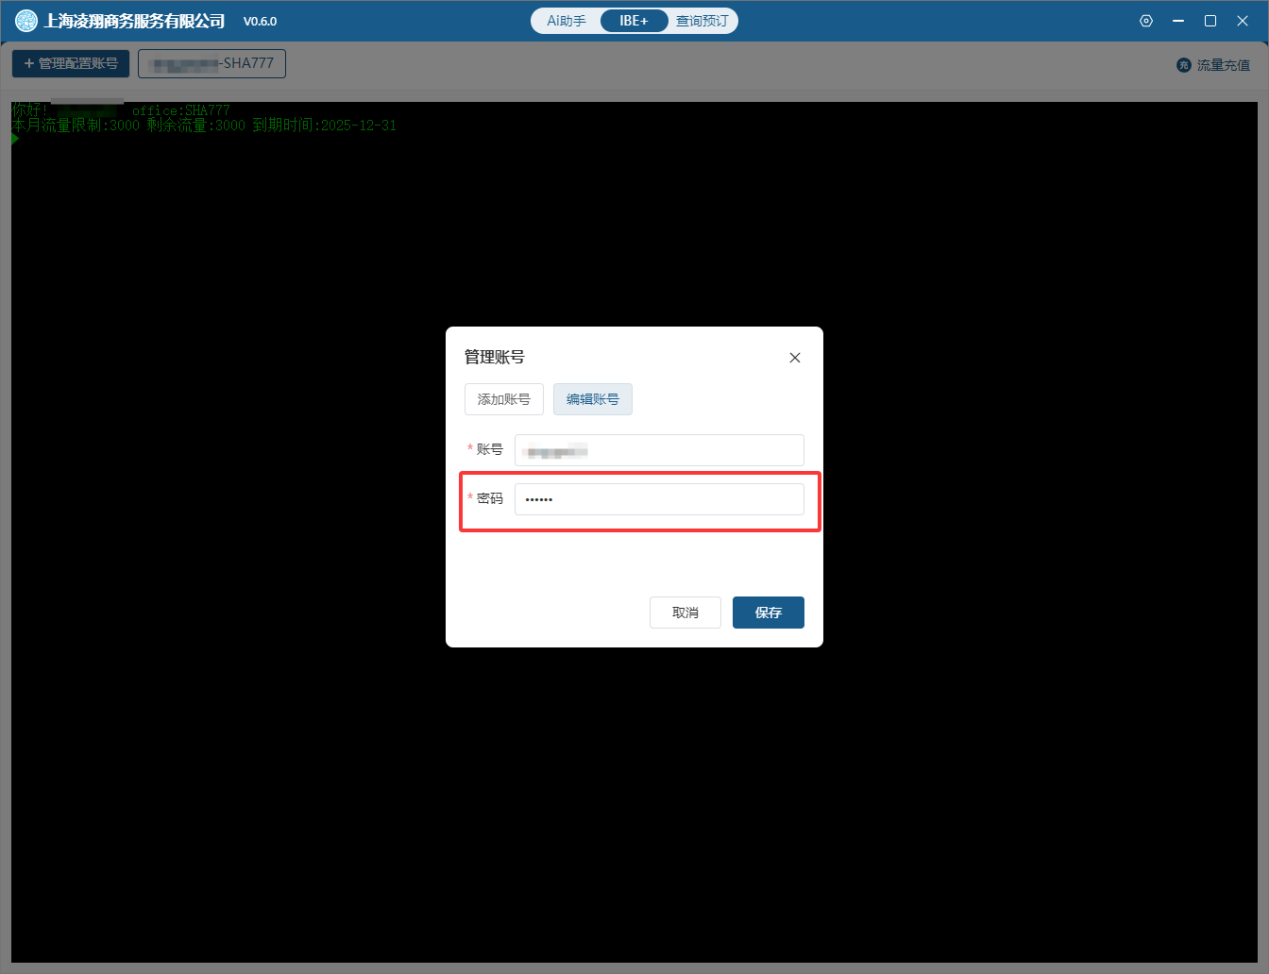 上海凌翔商务服务有限公司 V0.6.0
Ai助手 IBE+ 查询预订
+ 管理配置账号
-SHA777
充 流量充值
你好! office:SHA777
本月流量限制:3000 剩余流量:3000 到期时间:2025-12-31
管理账号
添加账号 编辑账号
* 账号
* 密码 ••••••
取消 保存